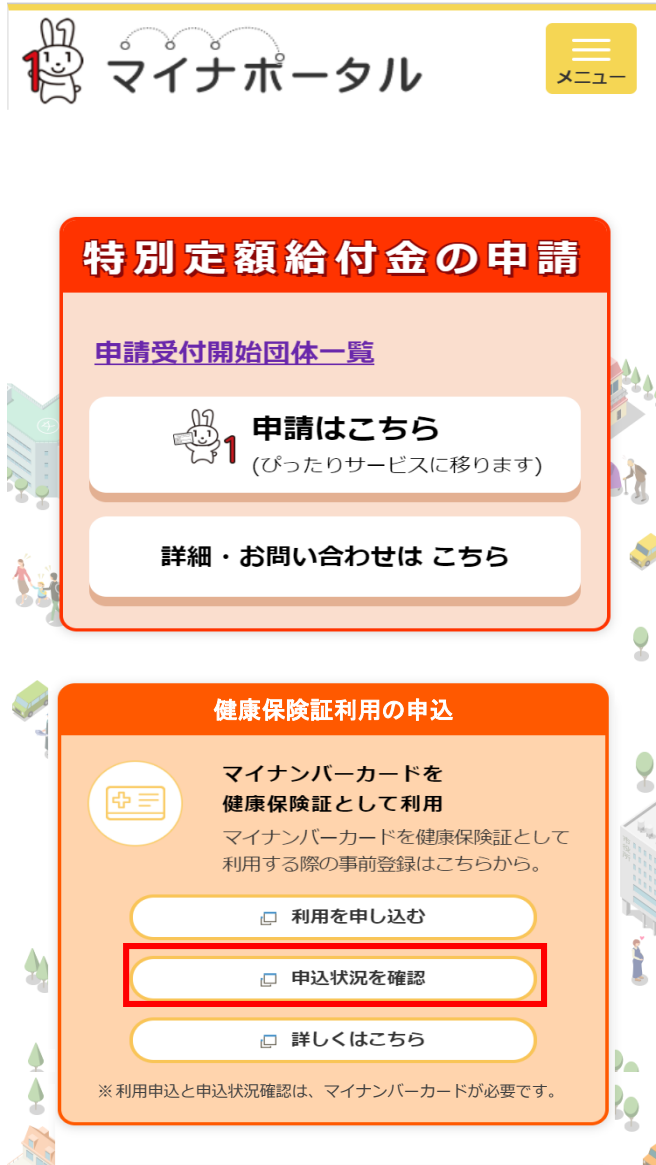 マイナポータル
メニュー
特別定額給付金の申請
申請受付開始団体一覧
1 申請はこちら
(ぴったりサービスに移ります)
詳細・お問い合わせは こちら
健康保険証利用の申込
マイナンバーカードを
健康保険証として利用
マイナンバーカードを健康保険証として
利用する際の事前登録はこちらから。
利用を申し込む
申込状況を確認
詳しくはこちら
※利用申込と申込状況確認は、マイナンバーカードが必要です。